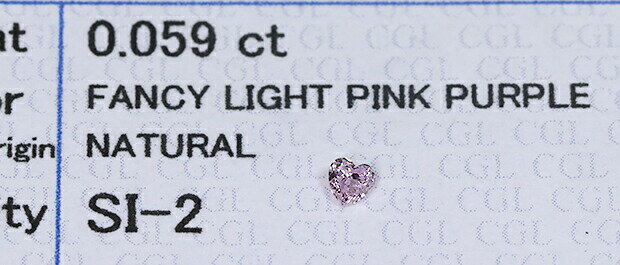 nt 0.059 ct
or FANCY LIGHT PINK PURPLE
rigin NATURAL
ty SI-2